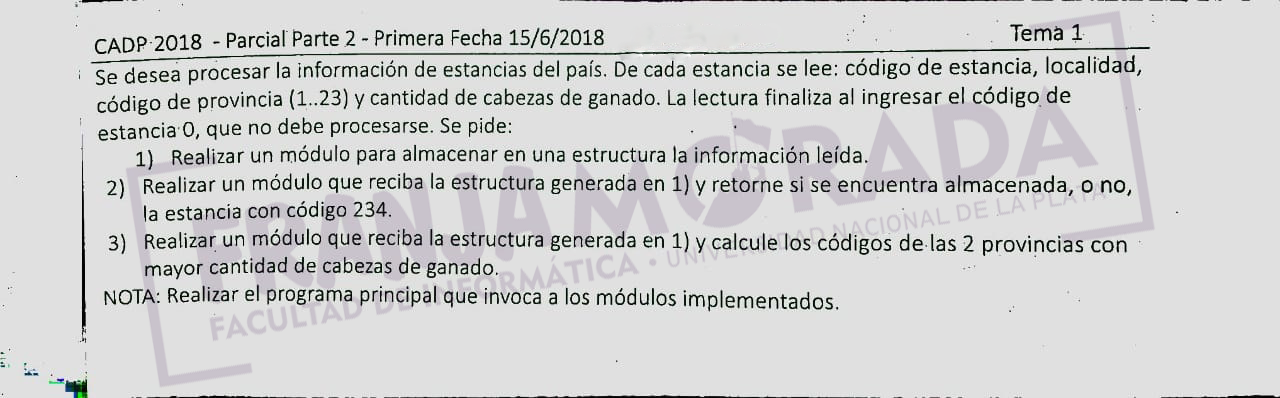 CADP 2018 - Parcial Parte 2 - Primera Fecha 15/6/2018 Tema 1
Se desea procesar la información de estancias del país. De cada estancia se lee: código de estancia, localidad,
código de provincia (1..23) y cantidad de cabezas de ganado. La lectura finaliza al ingresar el código de
estancia 0, que no debe procesarse. Se pide:
1) Realizar un módulo para almacenar en una estructura la información leída.
2) Realizar un módulo que reciba la estructura generada en 1) y retorne si se encuentra almacenada, o no,
la estancia con código 234.
3) Realizar un módulo que reciba la estructura generada en 1) y calcule los códigos de las 2 provincias con
mayor cantidad de cabezas de ganado.
NOTA: Realizar el programa principal que invoca a los módulos implementados.
FRANJA MORADA
FACULTAD DE INFORMÁTICA • UNIVERSIDAD NACIONAL DE LA PLATA